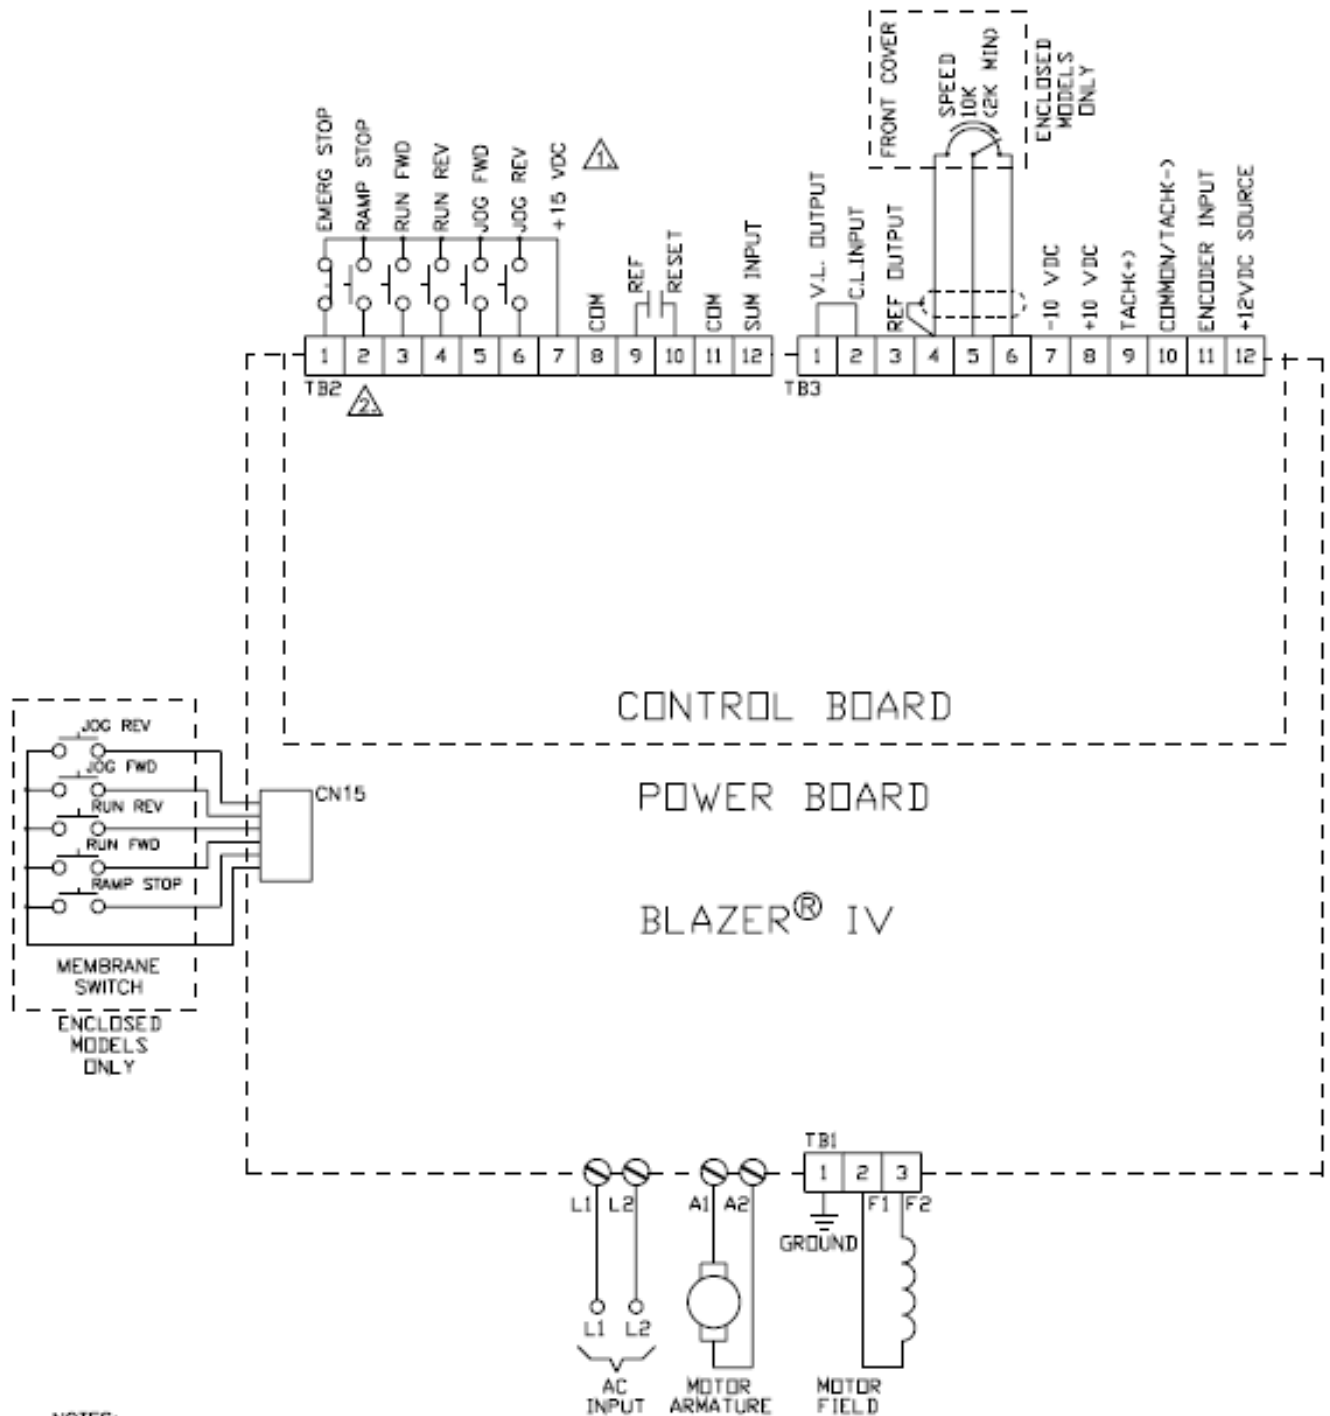 FRONT COVER
SPEED
10K
(2K MIN)
ENCLOSED
MODELS
ONLY
EMERG STOP
RAMP STOP
RUN FWD
RUN REV
JOG FWD
JOG REV
+15 VDC
1.
COM
REF
RESET
COM
SUM INPUT
V.L. OUTPUT
C.L.INPUT
REF OUTPUT
-10 VDC
+10 VDC
TACH(+)
COMMON/TACH(-)
ENCODER INPUT
+12VDC SOURCE
1 2 3 4 5 6 7 8 9 10 11 12
1 2 3 4 5 6 7 8 9 10 11 12
TB2
2.
TB3
CONTROL BOARD
POWER BOARD
BLAZER® IV
JOG REV
JOG FWD
RUN REV
RUN FWD
RAMP STOP
CN15
MEMBRANE
SWITCH
ENCLOSED
MODELS
ONLY
TB1
1 2 3
L1 L2
A1 A2
F1 F2
GROUND
L1 L2
AC
INPUT
MOTOR
ARMATURE
MOTOR
FIELD
NOTES: